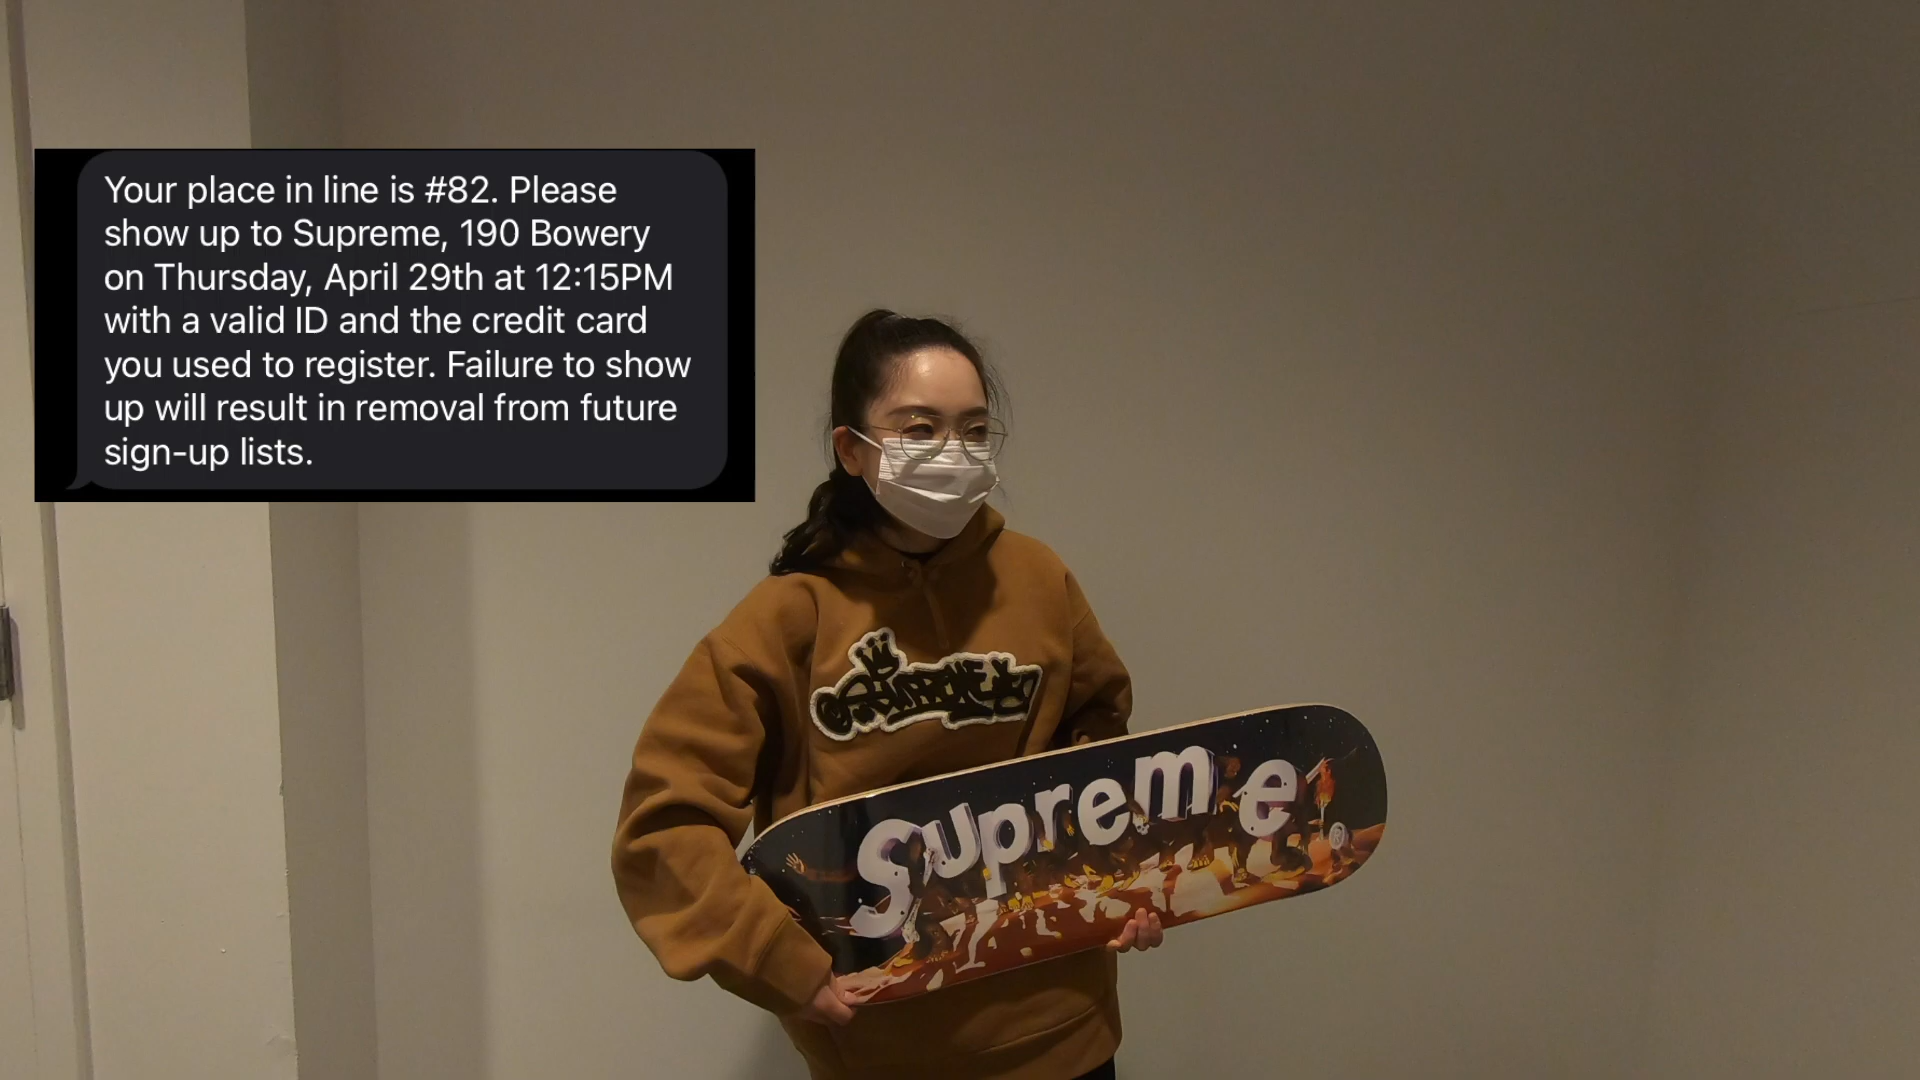 Your place in line is #82. Please
show up to Supreme, 190 Bowery
on Thursday, April 29th at 12:15PM
with a valid ID and the credit card
you used to register. Failure to show
up will result in removal from future
sign-up lists.
Supreme
Supreme ®